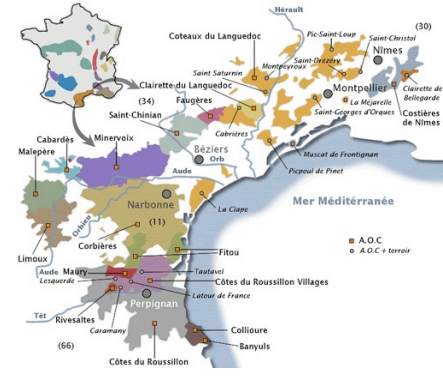 Hérault
(30)
Pic-Saint-Loup
Saint-Christol
Coteaux du Languedoc
Saint-Drézéry
Nîmes
Montpeyroux
Saint Saturnin
Clairette du Languedoc
Montpellier
Clairette de
Bellegarde
(34)
Faugères
La Méjarelle
Saint-Georges d'Orques
Costières
de Nîmes
Saint-Chinian
Cabrières
Cabardès
Minervois
Béziers
Orb
Mascat de Frontignan
Malepère
Picpoul de Pinet
Aude
Narbonne
Mer Méditérranée
La Clape
Orbieu
(11)
Corbières
A.O.C
A.O.C + terroir
Limoux
Fitou
Aude
Maury
Tautavel
Lesquerde
Côtes du Roussillon Villages
Latour de France
Perpignan
Têt
Rivesaltes
Caramany
Collioure
(66)
Banyuls
Côtes du Roussillon